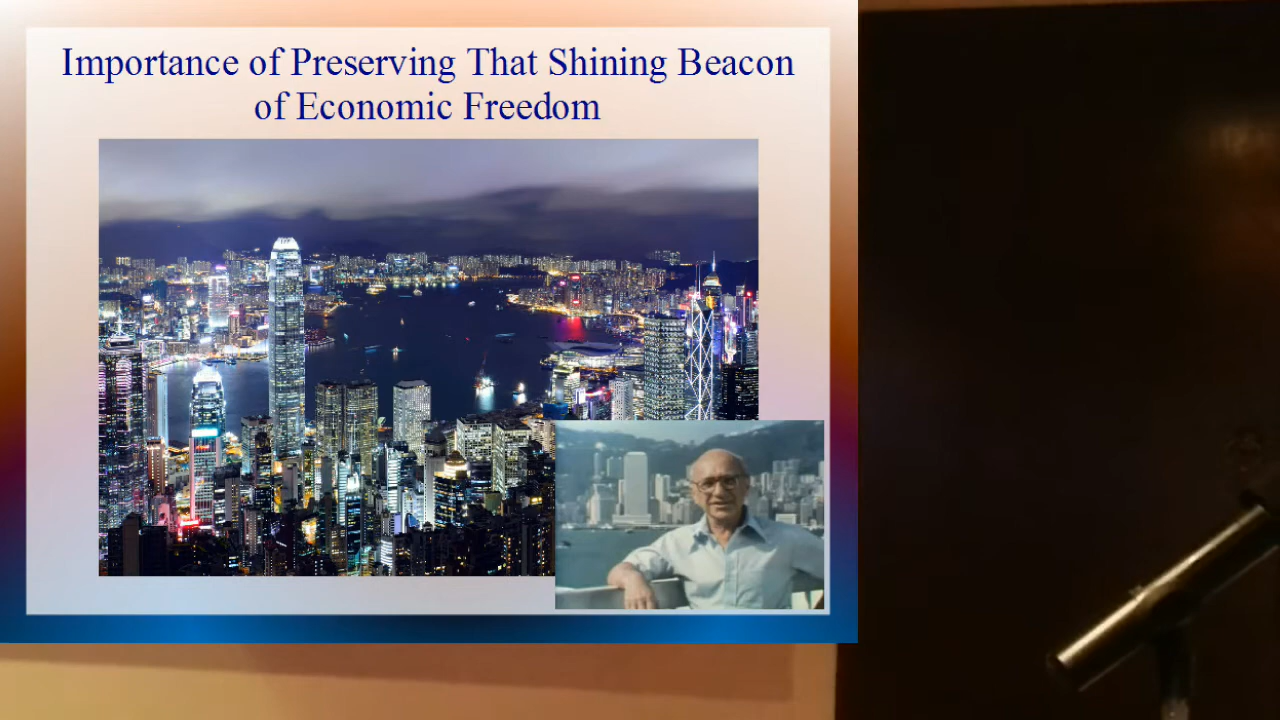 Importance of Preserving That Shining Beacon
of Economic Freedom